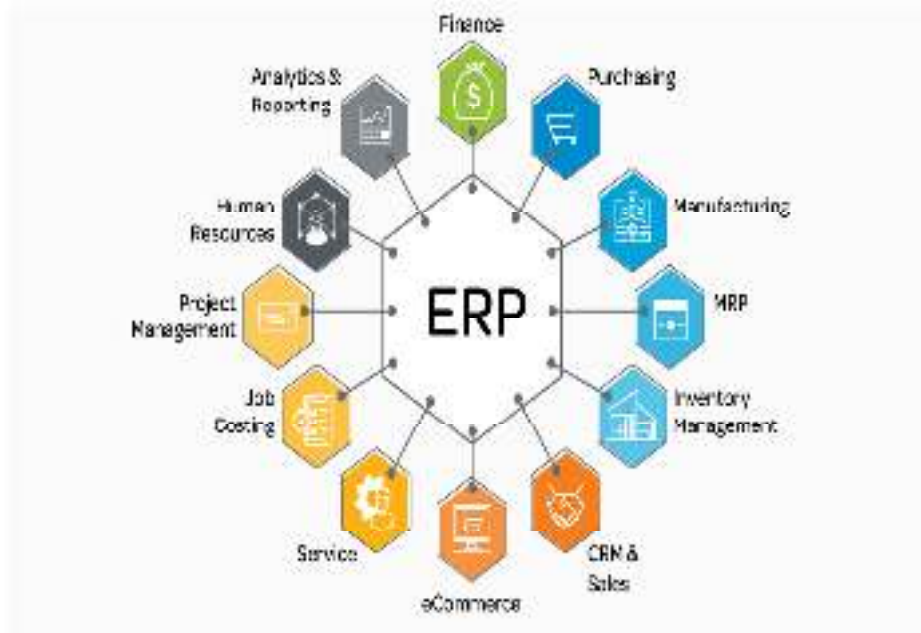 Finance
Analytics &
Reporting
Purchasing
Human
Resources
Manufacturing
Project
Management
ERP
MRP
Job
Costing
Inventory
Management
Service
CRM &
Sales
eCommerce
$